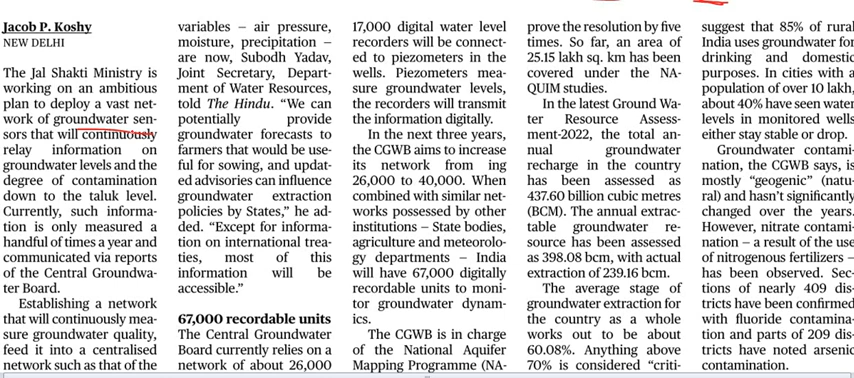 Jacob P. Koshy
NEW DELHI
The Jal Shakti Ministry is
working on an ambitious
plan to deploy a vast net-
work of groundwater sen-
sors that will continuously
relay information on
groundwater levels and the
degree of contamination
down to the taluk level.
Currently, such informa-
tion is only measured a
handful of times a year and
communicated via reports
of the Central Groundwa-
ter Board.
Establishing a network
that will continuously mea-
sure groundwater quality,
feed it into a centralised
network such as that of the
variables – air pressure,
moisture, precipitation –
are now, Subodh Yadav,
Joint Secretary, Depart-
ment of Water Resources,
told The Hindu. “We can
potentially provide
groundwater forecasts to
farmers that would be use-
ful for sowing, and updat-
ed advisories can influence
groundwater extraction
policies by States,” he ad-
ded. “Except for informa-
tion on international trea-
ties, most of this
information will be
accessible.”
67,000 recordable units
The Central Groundwater
Board currently relies on a
network of about 26,000
17,000 digital water level
recorders will be connect-
ed to piezometers in the
wells. Piezometers mea-
sure groundwater levels,
the recorders will transmit
the information digitally.
In the next three years,
the CGWB aims to increase
its network from ing
26,000 to 40,000. When
combined with similar net-
works possessed by other
institutions – State bodies,
agriculture and meteorolo-
gy departments – India
will have 67,000 digitally
recordable units to moni-
tor groundwater dynam-
ics.
The CGWB is in charge
of the National Aquifer
Mapping Programme (NA-
prove the resolution by five
times. So far, an area of
25.15 lakh sq. km has been
covered under the NA-
QUIM studies.
In the latest Ground Wa-
ter Resource Assess-
ment-2022, the total an-
nual groundwater
recharge in the country
has been assessed as
437.60 billion cubic metres
(BCM). The annual extrac-
table groundwater re-
source has been assessed
as 398.08 bcm, with actual
extraction of 239.16 bcm.
The average stage of
groundwater extraction for
the country as a whole
works out to be about
60.08%. Anything above
70% is considered “criti-
suggest that 85% of rural
India uses groundwater for
drinking and domestic
purposes. In cities with a
population of over 10 lakh,
about 40% have seen water
levels in monitored wells
either stay stable or drop.
Groundwater contami-
nation, the CGWB says, is
mostly “geogenic” (natu-
ral) and hasn’t significantly
changed over the years.
However, nitrate contami-
nation – a result of the use
of nitrogenous fertilizers –
has been observed. Sec-
tions of nearly 409 dis-
tricts have been confirmed
with fluoride contamina-
tion and parts of 209 dis-
tricts have noted arsenic
contamination.